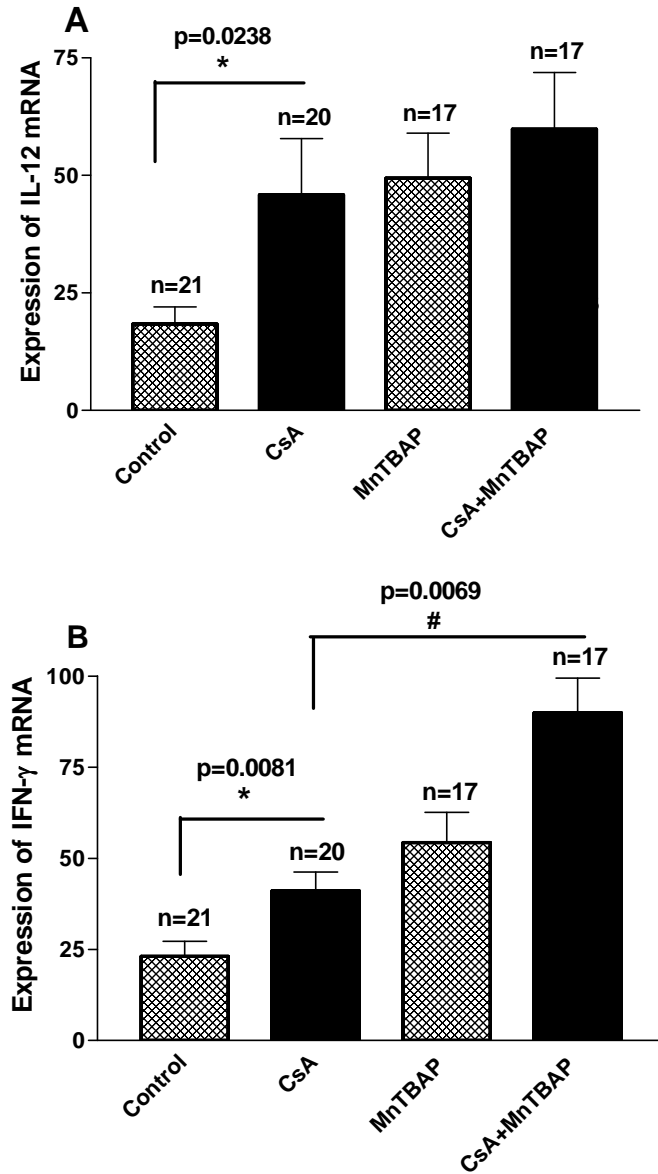 A
p=0.0238
*
n=17
n=20
n=17
n=21
Expression of IL-12 mRNA
75
50
25
0
Control
CsA
MnTBAP
CsA+MnTBAP
p=0.0069
#
B
n=17
p=0.0081
*
n=17
n=20
n=21
Expression of IFN-γ mRNA
100
75
50
25
0
Control
CsA
MnTBAP
CsA+MnTBAP